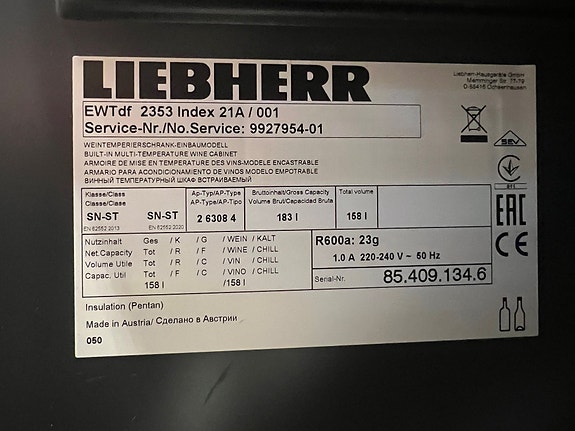 LIEBHERR
Liebherr-Hausgeräte GmbH
Memminger Str. 77-79
D-88416 Ochsenhausen
EWTdf 2353 Index 21A / 001
Service-Nr./No.Service: 9927954-01
WEINTEMPERIERSCHRANK-EINBAUMODELL
BUILT-IN MULTI-TEMPERATURE WINE CABINET
ARMOIRE DE MISE EN TEMPERATURE DES VINS-MODELE ENCASTRABLE
ARMARIO PARA ACONDICIONAMIENTO DE VINOS MODELO EMPOTRABLE
ВИННЫЙ ТЕМПЕРАТУРНЫЙ ШКАФ ВСТРАИВАЕМЫЙ
SEV
Klasse/Class
Classe/Clase
SN-ST SN-ST
EN 62552 2013 EN 62552 2020
Ap-Typ/AP-Type
AP-Type/AP-Tipo
2 6308 4
Bruttoinhalt/Gross Capacity
Volume Brut/Capacidad Bruta
183 l
Total volume
158 l
EAC
CE
Nutzinhalt Ges / K / G / WEIN / KALT
Net.Capacity Tot / R / F / WINE / CHILL
Volume Utile Tot / R / C / VIN / CHILL
Capac. Util Tot / F / C / VINO / CHILL
158 l /158 l
R600a: 23g
1.0 A 220-240 V ~ 50 Hz
Serial-Nr. 85.409.134.6
Insulation (Pentan)
Made in Austria/ Сделано в Австрии
050